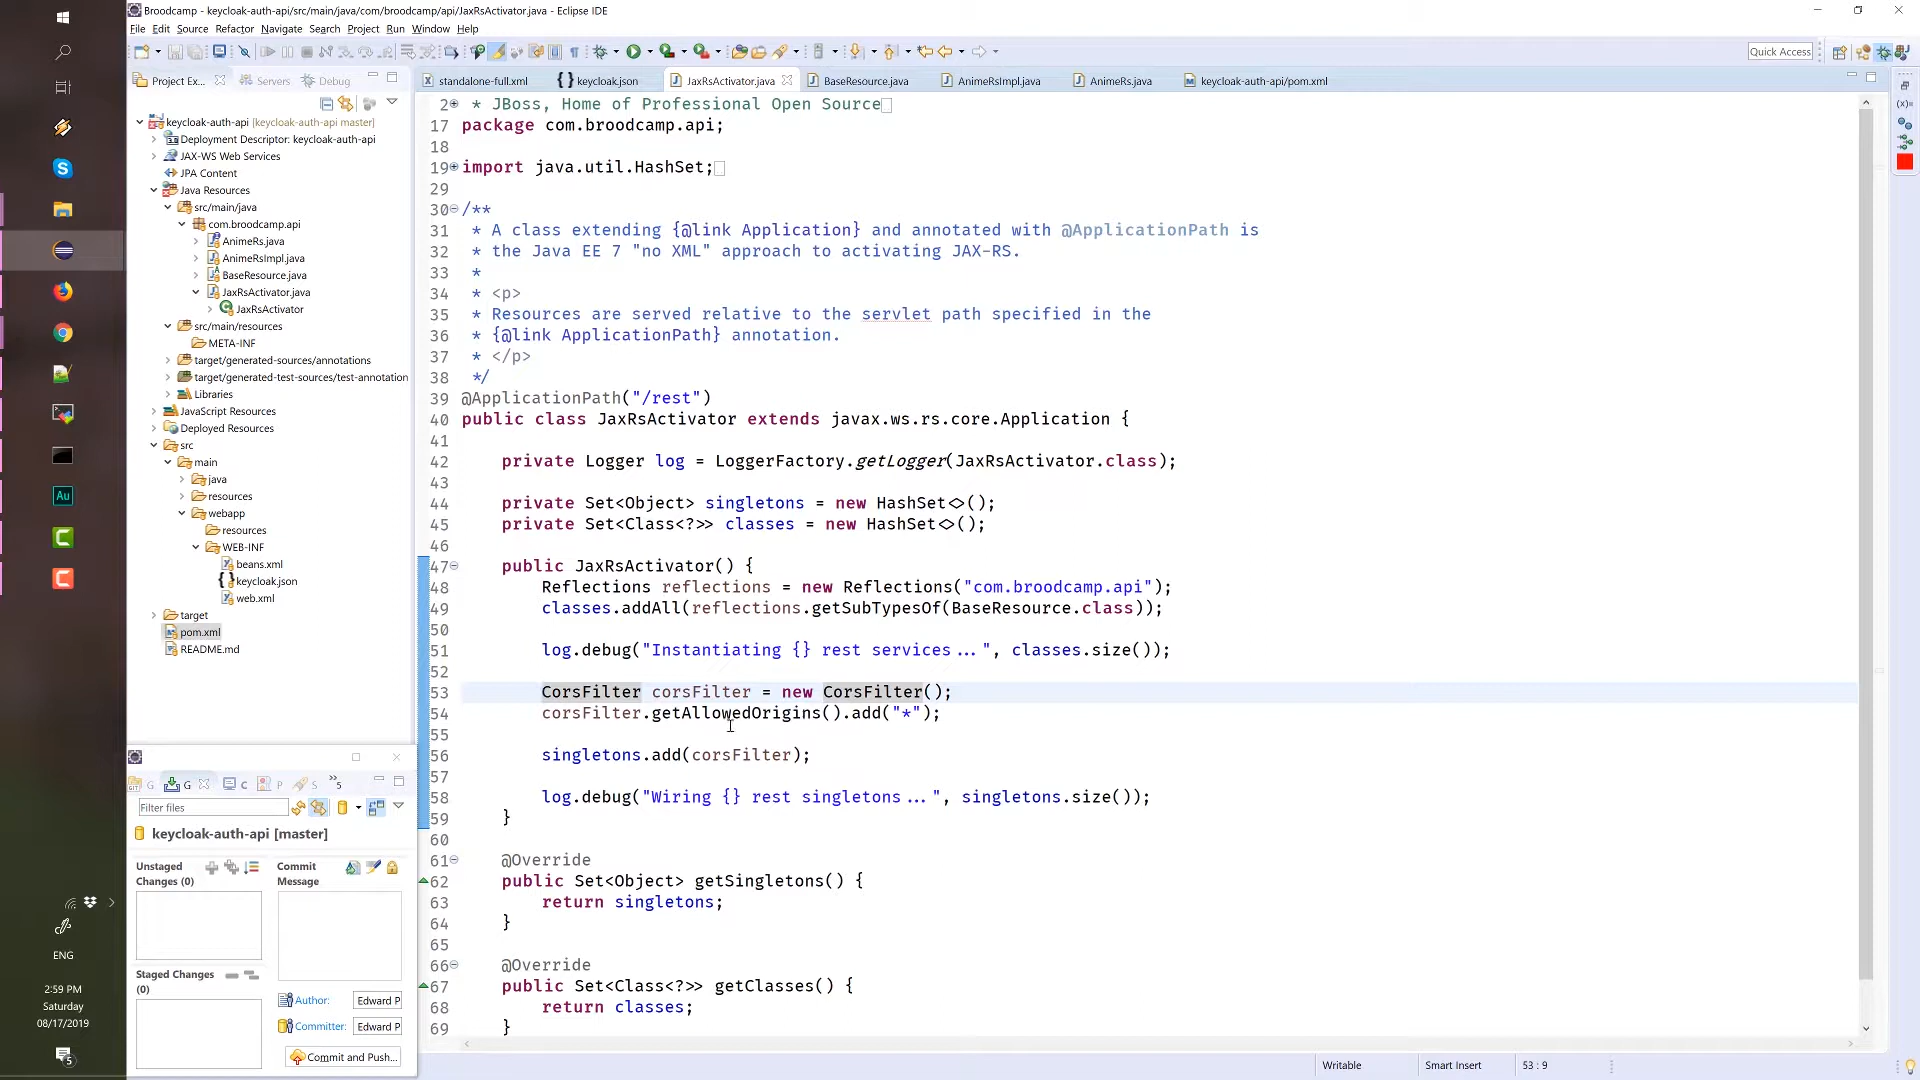 Broodcamp - keycloak-auth-api/src/main/java/com/broodcamp/api/JaxRsActivator.java - Eclipse IDE
File Edit Source Refactor Navigate Search Project Run Window Help
Quick Access
Project Ex... Servers Debug
standalone-full.xml keycloak.json JaxRsActivator.java BaseResource.java AnimeRsImpl.java AnimeRs.java keycloak-auth-api/pom.xml
keycloak-auth-api [keycloak-auth-api master]
Deployment Descriptor: keycloak-auth-api
JAX-WS Web Services
JPA Content
Java Resources
src/main/java
com.broodcamp.api
AnimeRs.java
AnimeRsImpl.java
BaseResource.java
JaxRsActivator.java
JaxRsActivator
src/main/resources
META-INF
target/generated-sources/annotations
target/generated-test-sources/test-annotation
Libraries
JavaScript Resources
Deployed Resources
src
main
java
resources
webapp
resources
WEB-INF
beans.xml
keycloak.json
web.xml
target
pom.xml
README.md
2 * JBoss, Home of Professional Open Source
17 package com.broodcamp.api;
18
19 import java.util.HashSet;
29
30 /**
31 * A class extending {@link Application} and annotated with @ApplicationPath is
32 * the Java EE 7 "no XML" approach to activating JAX-RS.
33 *
34 * <p>
35 * Resources are served relative to the servlet path specified in the
36 * {@link ApplicationPath} annotation.
37 * </p>
38 */
39 @ApplicationPath("/rest")
40 public class JaxRsActivator extends javax.ws.rs.core.Application {
41
42 private Logger log = LoggerFactory.getLogger(JaxRsActivator.class);
43
44 private Set<Object> singletons = new HashSet<>();
45 private Set<Class<?>> classes = new HashSet<>();
46
47 public JaxRsActivator() {
48 Reflections reflections = new Reflections("com.broodcamp.api");
49 classes.addAll(reflections.getSubTypesOf(BaseResource.class));
50
51 log.debug("Instantiating {} rest services...", classes.size());
52
53 CorsFilter corsFilter = new CorsFilter();
54 corsFilter.getAllowedOrigins().add("*");
55
56 singletons.add(corsFilter);
57
58 log.debug("Wiring {} rest singletons...", singletons.size());
59 }
60
61 @Override
62 public Set<Object> getSingletons() {
63 return singletons;
64 }
65
66 @Override
67 public Set<Class<?>> getClasses() {
68 return classes;
69 }
G G C P S 5
Filter files
keycloak-auth-api [master]
Unstaged Changes (0)
Commit Message
Staged Changes (0)
Author: Edward P
Committer: Edward P
Commit and Push...
Writable Smart Insert 53 : 9
Au
ENG
2:59 PM
Saturday
08/17/2019
5